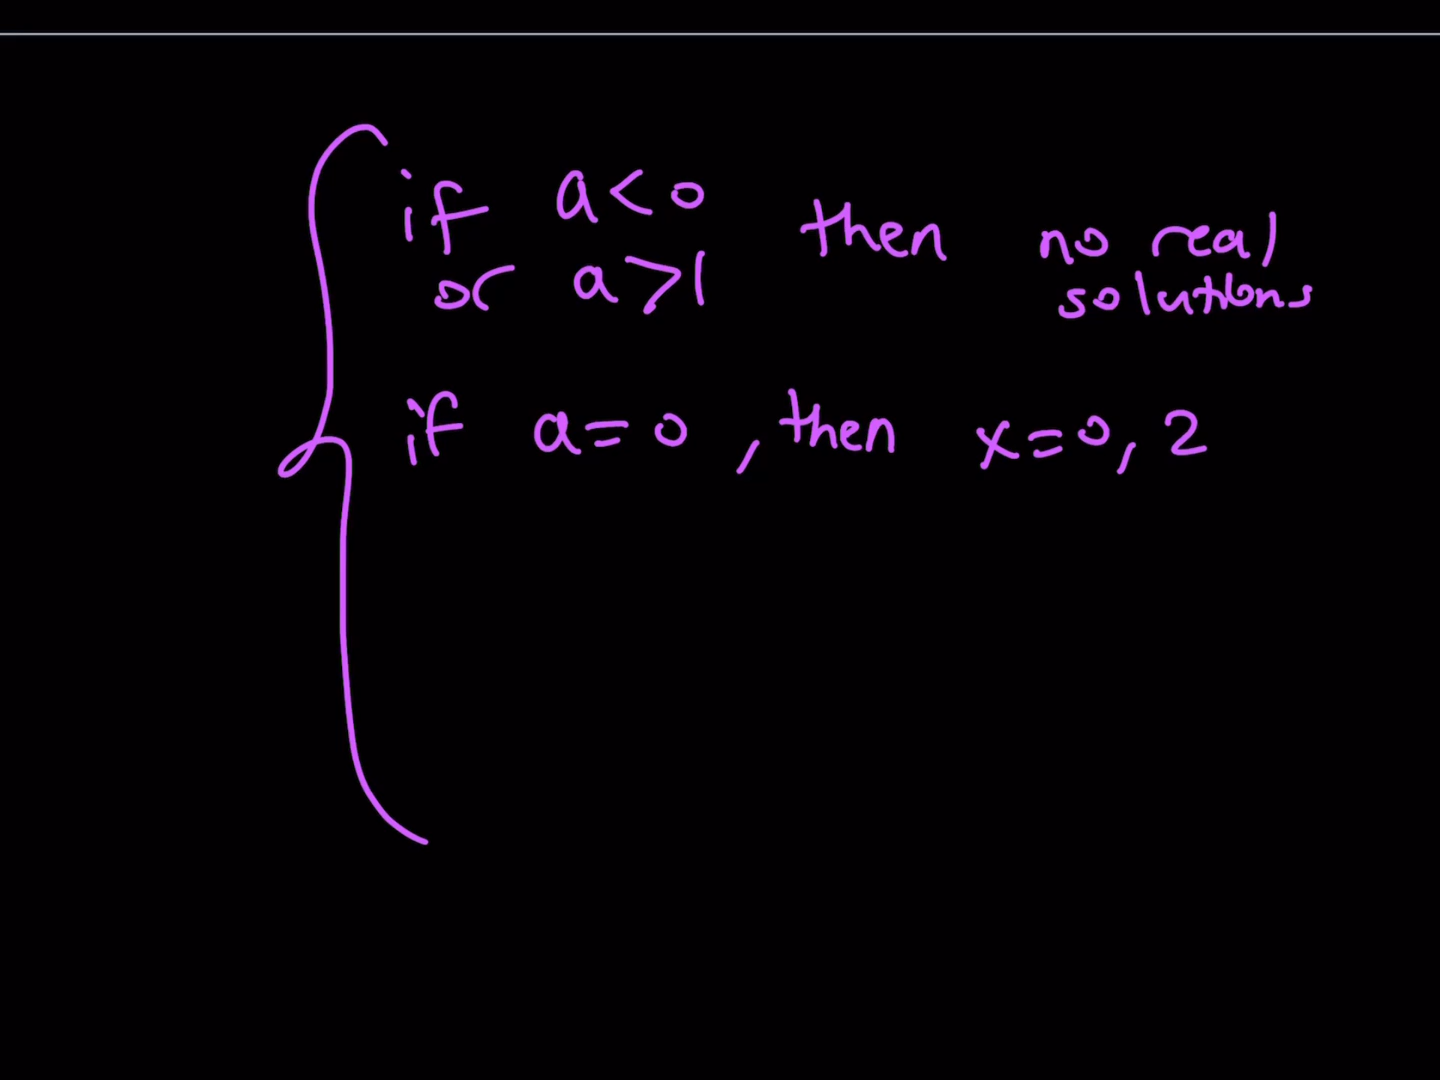 if a<0 then no real
or a>1 solutions
if a=0, then x=0, 2